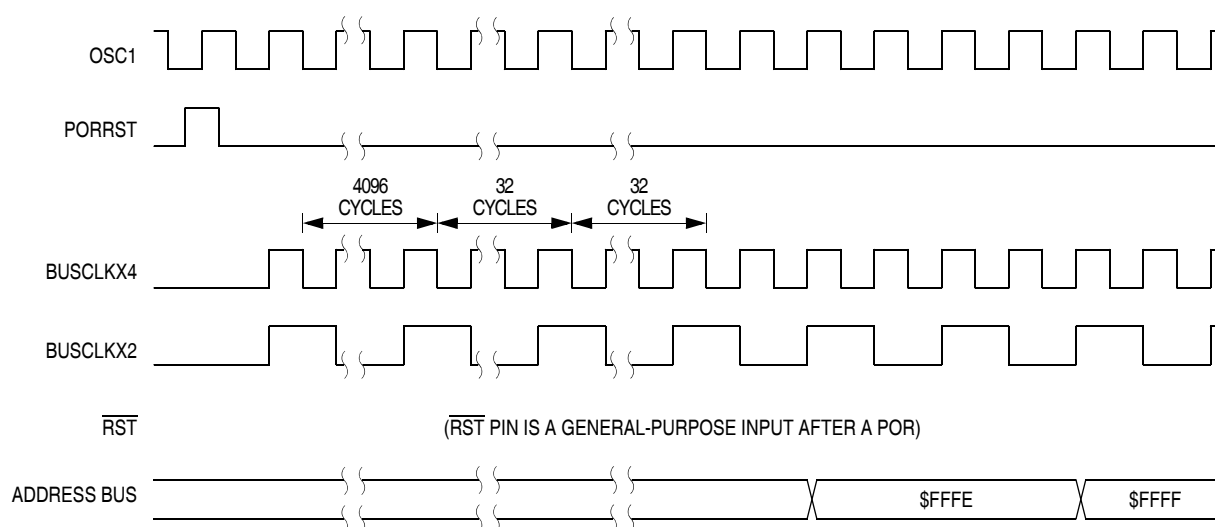 OSC1
PORRST
4096
CYCLES
32
CYCLES
32
CYCLES
BUSCLKX4
BUSCLKX2
RST
(RST PIN IS A GENERAL-PURPOSE INPUT AFTER A POR)
ADDRESS BUS
$FFFE
$FFFF